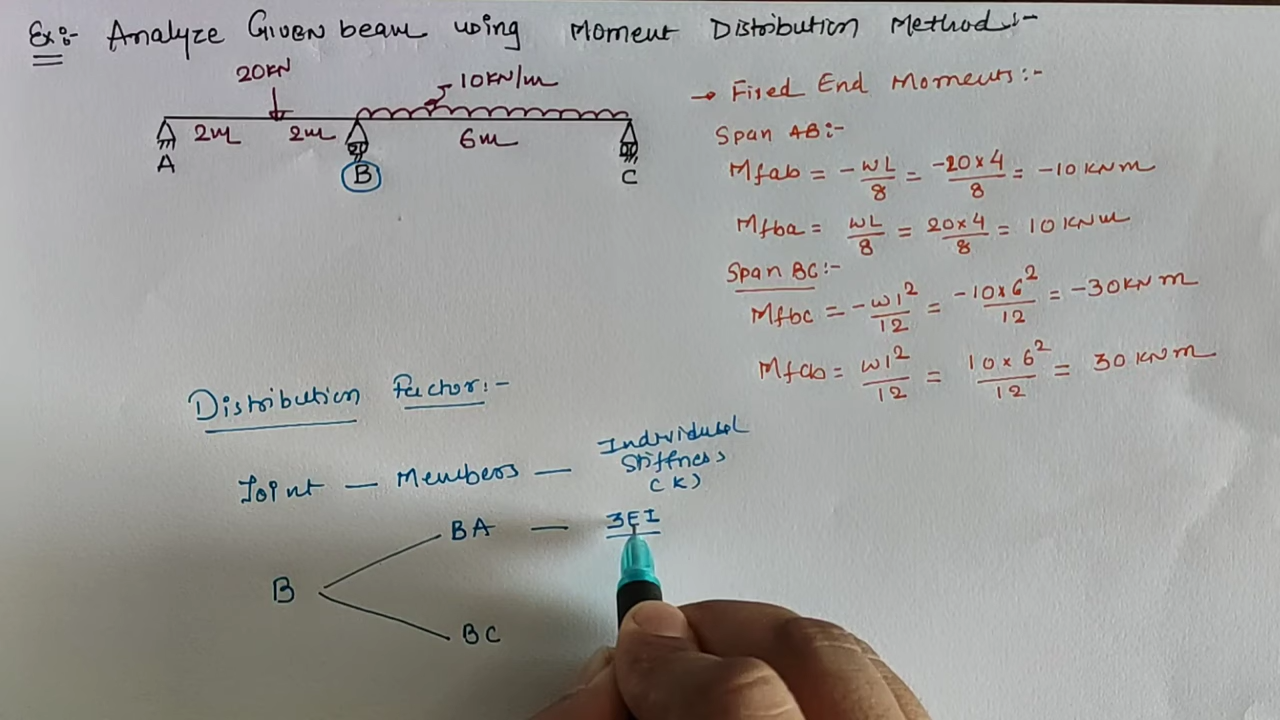 Ex:- Analyze Given beam using Moment Distribution Method:-
20KN
10KN/m
2m 2m 6m
A B C
→ Fixed End Moments:-
Span AB:-
Mfab = -WL/8 = -20×4/8 = -10 KNm
Mfba = WL/8 = 20×4/8 = 10 KNm
Span BC:-
Mfbc = -wl²/12 = -10×6²/12 = -30KNm
Mfcb = wl²/12 = 10×6²/12 = 30 KNm
Distribution Factor:-
Joint - Members - Individual Stiffness (K)
BA - 3EI
B
BC